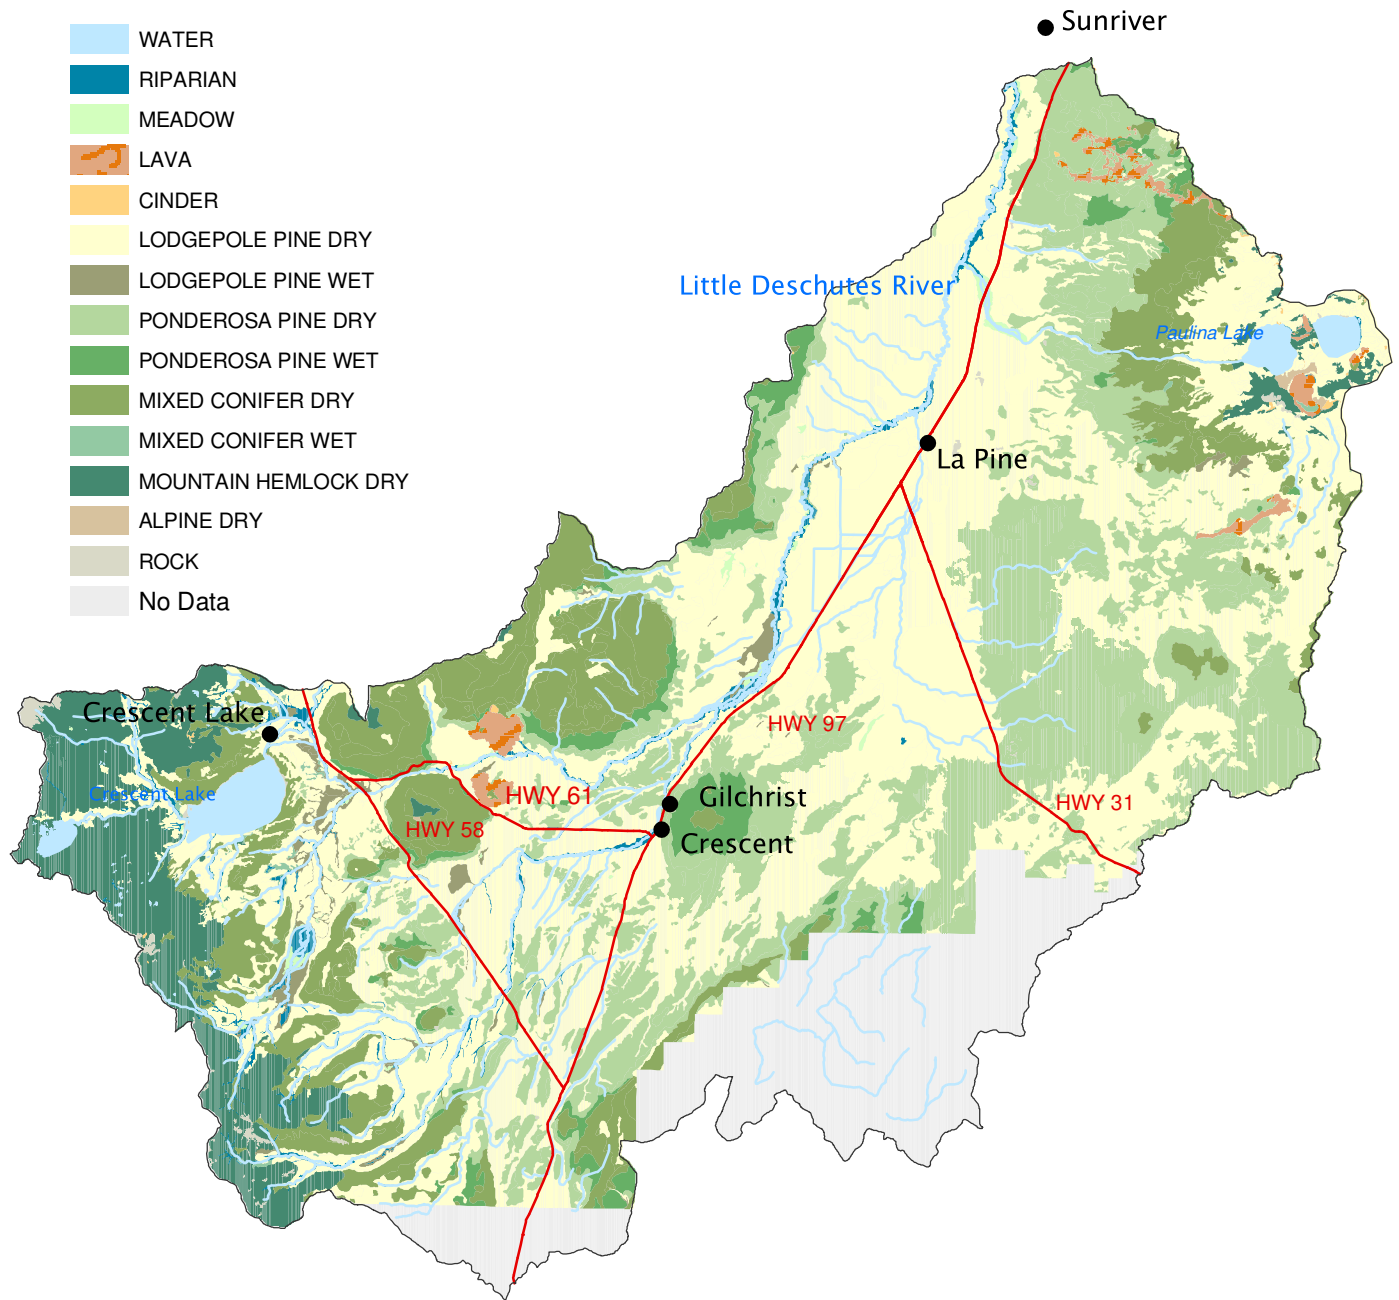 Sunriver
WATER
RIPARIAN
MEADOW
LAVA
CINDER
LODGEPOLE PINE DRY
LODGEPOLE PINE WET
PONDEROSA PINE DRY
PONDEROSA PINE WET
MIXED CONIFER DRY
MIXED CONIFER WET
MOUNTAIN HEMLOCK DRY
ALPINE DRY
ROCK
No Data
Little Deschutes River
Paulina Lake
La Pine
Crescent Lake
HWY 97
Crescent Lake
HWY 61
Gilchrist
HWY 31
HWY 58
Crescent